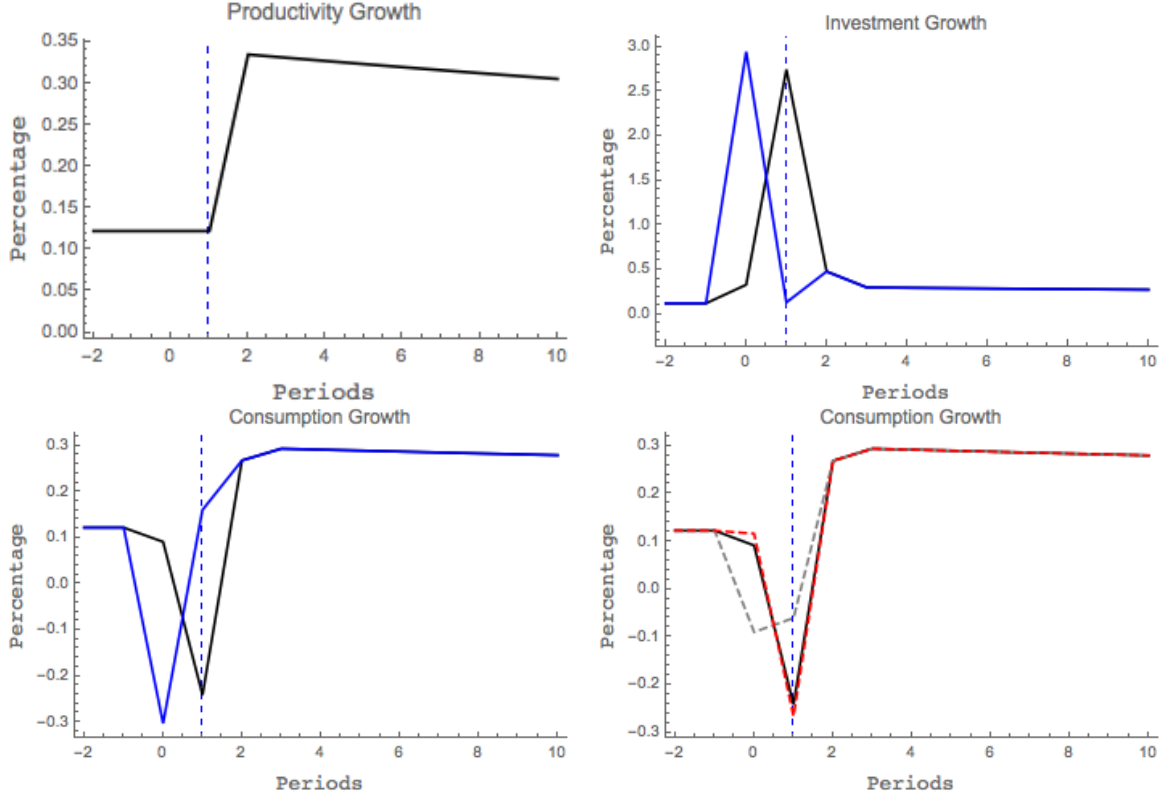 Productivity Growth
Percentage
0.35
0.30
0.25
0.20
0.15
0.10
0.05
0.00
−2 0 2 4 6 8 10
Periods
Investment Growth
Percentage
3.0
2.5
2.0
1.5
1.0
0.5
0.0
−2 0 2 4 6 8 10
Periods
Consumption Growth
Percentage
0.3
−0.2
0.1
0.0
−0.1
−0.2
−0.3
−2 0 2 4 6 8 10
Periods
Consumption Growth
Percentage
0.3
0.2
0.1
0.0
−0.1
−0.2
−0.3
−2 0 2 4 6 8 10
Periods